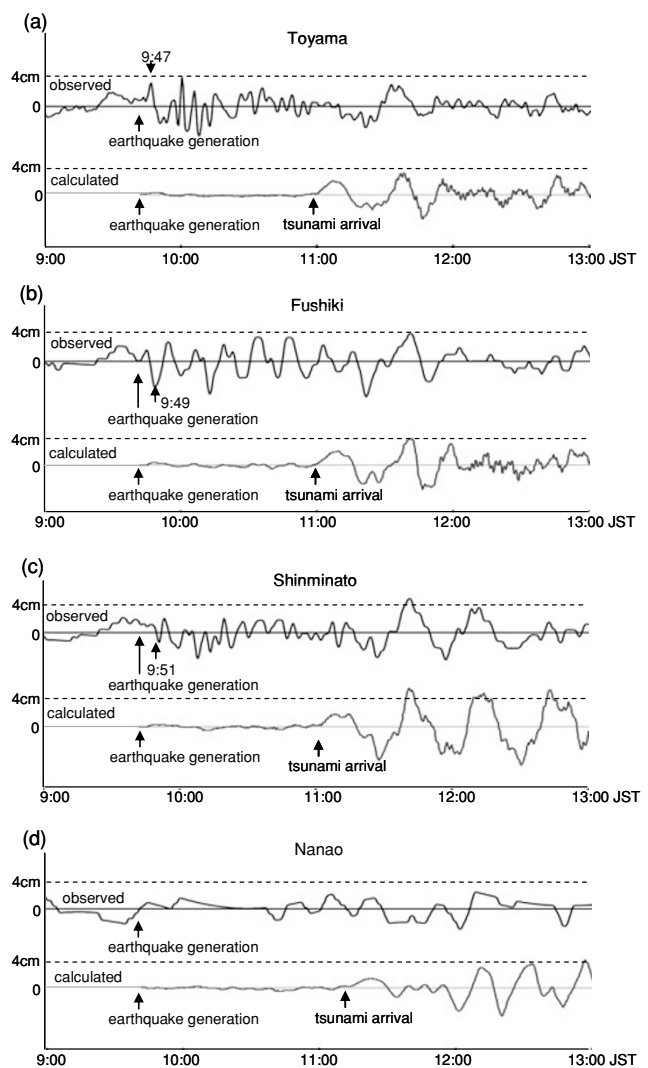 (a)
Toyama
9:47
4cm
observed
0
earthquake generation
4cm
calculated
0
earthquake generation
tsunami arrival
9:00 10:00 11:00 12:00 13:00 JST
(b)
Fushiki
4cm
observed
0
9:49
earthquake generation
4cm
calculated
0
earthquake generation
tsunami arrival
9:00 10:00 11:00 12:00 13:00 JST
(c)
Shinminato
4cm
observed
0
9:51
earthquake generation
4cm
calculated
0
earthquake generation
tsunami arrival
9:00 10:00 11:00 12:00 13:00 JST
(d)
Nanao
4cm
observed
0
earthquake generation
4cm
calculated
0
earthquake generation
tsunami arrival
9:00 10:00 11:00 12:00 13:00 JST